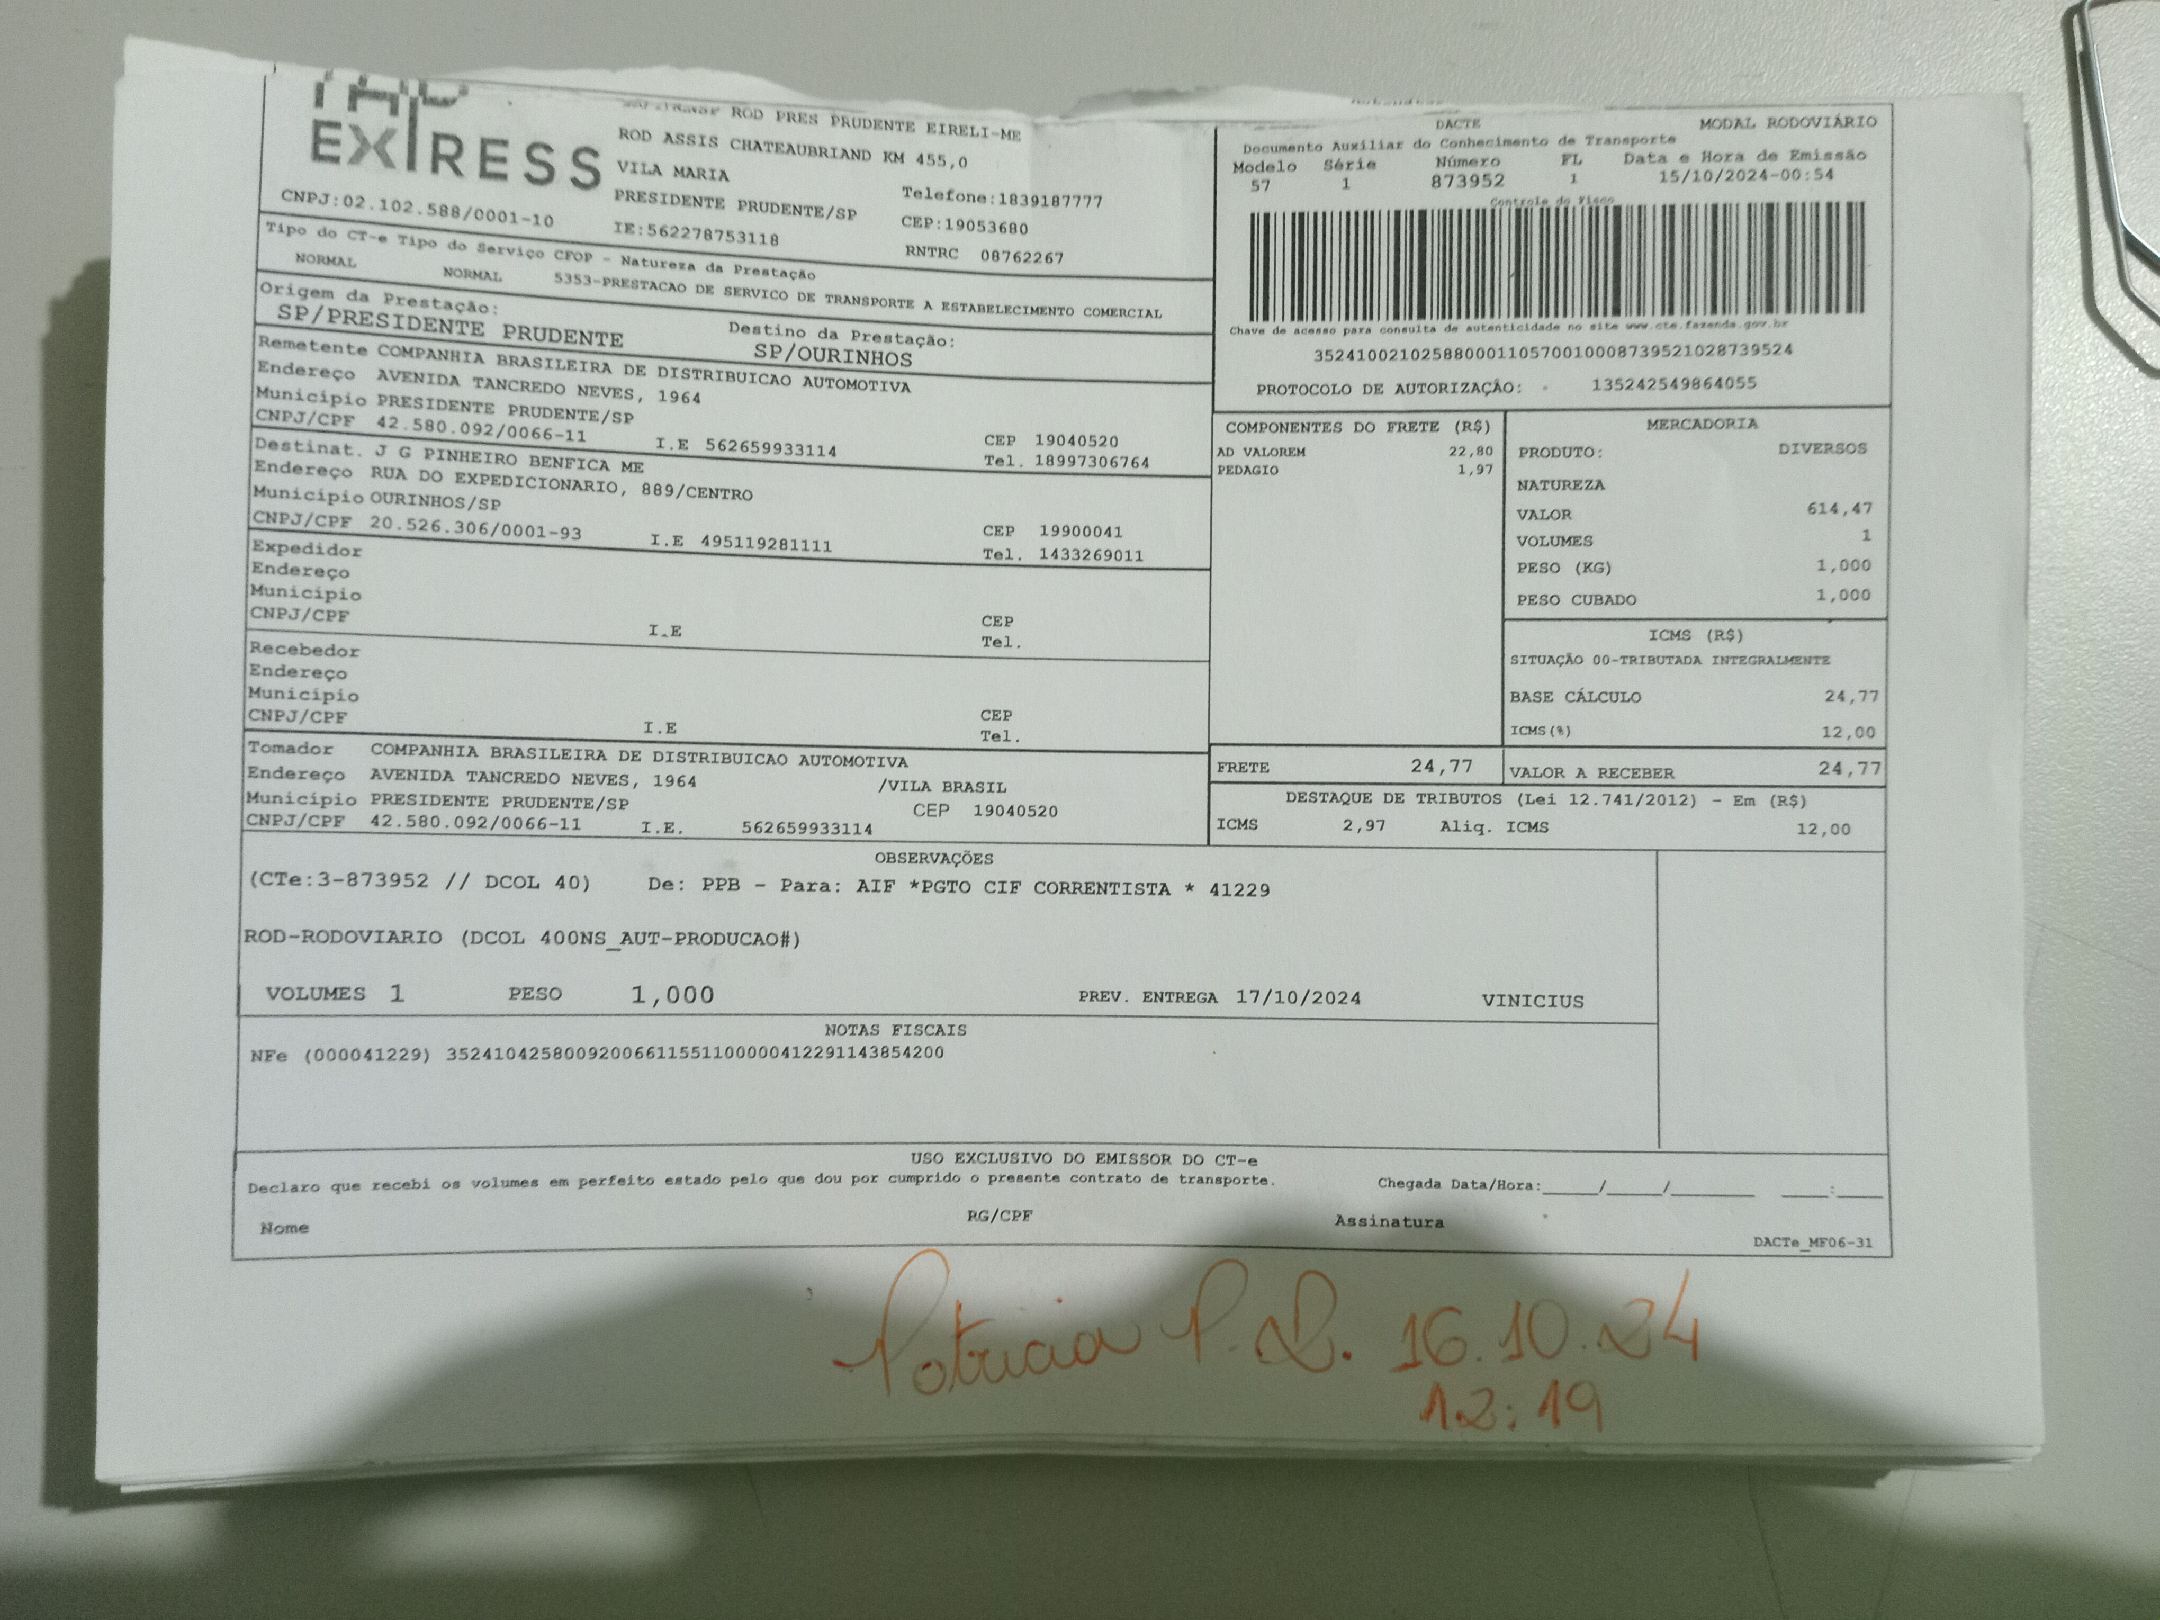 EXPRESS
ROD PRES PRUDENTE EIRELI-ME
ROD ASSIS CHATEAUBRIAND KM 455,0
VILA MARIA
PRESIDENTE PRUDENTE/SP Telefone:1839187777
CNPJ:02.102.588/0001-10 IE:562278753118 CEP:19053680
RNTRC 08762267
Tipo do CT-e Tipo do Serviço CFOP - Natureza da Prestação
NORMAL NORMAL 5353-PRESTACAO DE SERVICO DE TRANSPORTE A ESTABELECIMENTO COMERCIAL
Origem da Prestação: Destino da Prestação:
SP/PRESIDENTE PRUDENTE SP/OURINHOS
Remetente COMPANHIA BRASILEIRA DE DISTRIBUICAO AUTOMOTIVA
Endereço AVENIDA TANCREDO NEVES, 1964
Município PRESIDENTE PRUDENTE/SP CEP 19040520
CNPJ/CPF 42.580.092/0066-11 I.E 562659933114 Tel. 18997306764
Destinat. J G PINHEIRO BENFICA ME
Endereço RUA DO EXPEDICIONARIO, 889/CENTRO
Município OURINHOS/SP CEP 19900041
CNPJ/CPF 20.526.306/0001-93 I.E 495119281111 Tel. 1433269011
Expedidor
Endereço
Município CEP
CNPJ/CPF I.E Tel.
Recebedor
Endereço
Município CEP
CNPJ/CPF I.E Tel.
Tomador COMPANHIA BRASILEIRA DE DISTRIBUICAO AUTOMOTIVA
Endereço AVENIDA TANCREDO NEVES, 1964 /VILA BRASIL
Município PRESIDENTE PRUDENTE/SP CEP 19040520
CNPJ/CPF 42.580.092/0066-11 I.E. 562659933114
DACTE MODAL RODOVIÁRIO
Documento Auxiliar do Conhecimento de Transporte
Modelo Série Número FL Data e Hora de Emissão
57 1 873952 1 15/10/2024-00:54
Controle do Fisco
Chave de acesso para consulta de autenticidade no site www.cte.fazenda.gov.br
35241002102588000110570010008739521028739524
PROTOCOLO DE AUTORIZAÇÃO: 135242549864055
COMPONENTES DO FRETE (R$)
AD VALOREM 22,80
PEDAGIO 1,97
MERCADORIA
PRODUTO: DIVERSOS
NATUREZA
VALOR 614,47
VOLUMES 1
PESO (KG) 1,000
PESO CUBADO 1,000
ICMS (R$)
SITUAÇÃO 00-TRIBUTADA INTEGRALMENTE
BASE CÁLCULO 24,77
ICMS(%) 12,00
FRETE 24,77 VALOR A RECEBER 24,77
DESTAQUE DE TRIBUTOS (Lei 12.741/2012) - Em (R$)
ICMS 2,97 Aliq. ICMS 12,00
OBSERVAÇÕES
(CTe:3-873952 // DCOL 40) De: PPB - Para: AIF *PGTO CIF CORRENTISTA * 41229
ROD-RODOVIARIO (DCOL 400NS_AUT-PRODUCAO#)
VOLUMES 1 PESO 1,000 PREV. ENTREGA 17/10/2024 VINICIUS
NOTAS FISCAIS
NFe (000041229) 35241042580092006611551100000412291143854200
USO EXCLUSIVO DO EMISSOR DO CT-e
Declaro que recebi os volumes em perfeito estado pelo que dou por cumprido o presente contrato de transporte. Chegada Data/Hora:_____/_____/________ ____:____
Nome RG/CPF Assinatura
DACTe_MF06-31
Patricia P. 16.10.24
12:19